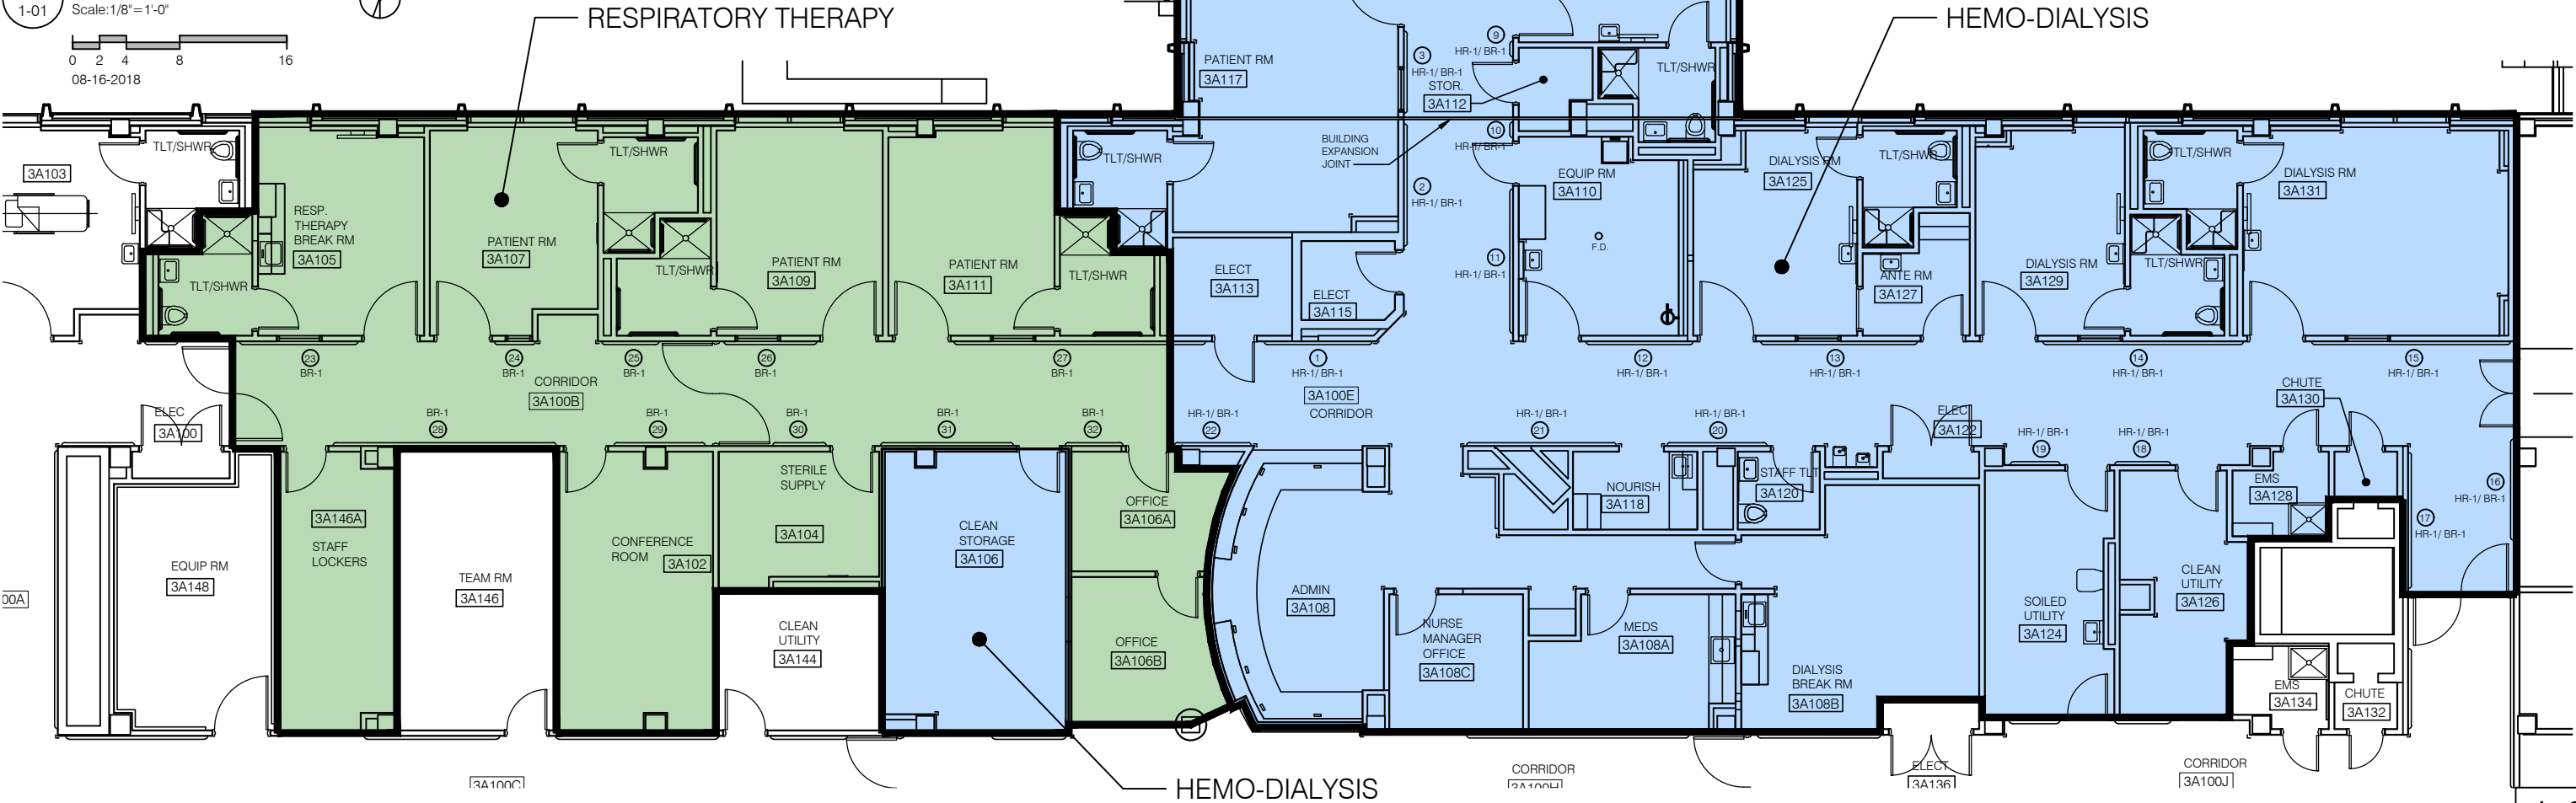 1-01
Scale:1/8"=1'-0"
0 2 4 8 16
08-16-2018
RESPIRATORY THERAPY
HEMO-DIALYSIS
PATIENT RM
3A117
3
HR-1/ BR-1
STOR.
3A112
9
HR-1/ BR-1
TLT/SHWR
10
HR-1/ BR-1
BUILDING
EXPANSION
JOINT
2
HR-1/ BR-1
11
HR-1/ BR-1
3A103
TLT/SHWR
TLT/SHWR
RESP.
THERAPY
BREAK RM
3A105
PATIENT RM
3A107
TLT/SHWR
TLT/SHWR
PATIENT RM
3A109
PATIENT RM
3A111
TLT/SHWR
TLT/SHWR
ELECT
3A113
ELECT
3A115
EQUIP RM
3A110
F.D.
DIALYSIS RM
3A125
TLT/SHWR
ANTE RM
3A127
DIALYSIS RM
3A129
TLT/SHWR
TLT/SHWR
DIALYSIS RM
3A131
23
BR-1
24
BR-1
25
BR-1
26
BR-1
27
BR-1
1
HR-1/ BR-1
12
HR-1/ BR-1
13
HR-1/ BR-1
14
HR-1/ BR-1
15
HR-1/ BR-1
CORRIDOR
3A100B
3A100E
CORRIDOR
CHUTE
3A130
ELEC
3A100
BR-1
28
BR-1
29
BR-1
30
BR-1
31
BR-1
32
HR-1/ BR-1
22
HR-1/ BR-1
21
HR-1/ BR-1
20
ELEC
3A122
HR-1/ BR-1
19
HR-1/ BR-1
18
16
HR-1/ BR-1
17
HR-1/ BR-1
00A
EQUIP RM
3A148
3A146A
STAFF
LOCKERS
TEAM RM
3A146
CONFERENCE
ROOM
3A102
STERILE
SUPPLY
3A104
CLEAN
UTILITY
3A144
CLEAN
STORAGE
3A106
OFFICE
3A106A
OFFICE
3A106B
ADMIN
3A108
NURSE
MANAGER
OFFICE
3A108C
NOURISH
3A118
STAFF TLT
3A120
MEDS
3A108A
DIALYSIS
BREAK RM
3A108B
SOILED
UTILITY
3A124
CLEAN
UTILITY
3A126
EMS
3A128
EMS
3A134
CHUTE
3A132
3A100C
HEMO-DIALYSIS
CORRIDOR
3A100H
ELECT
3A136
CORRIDOR
3A100J